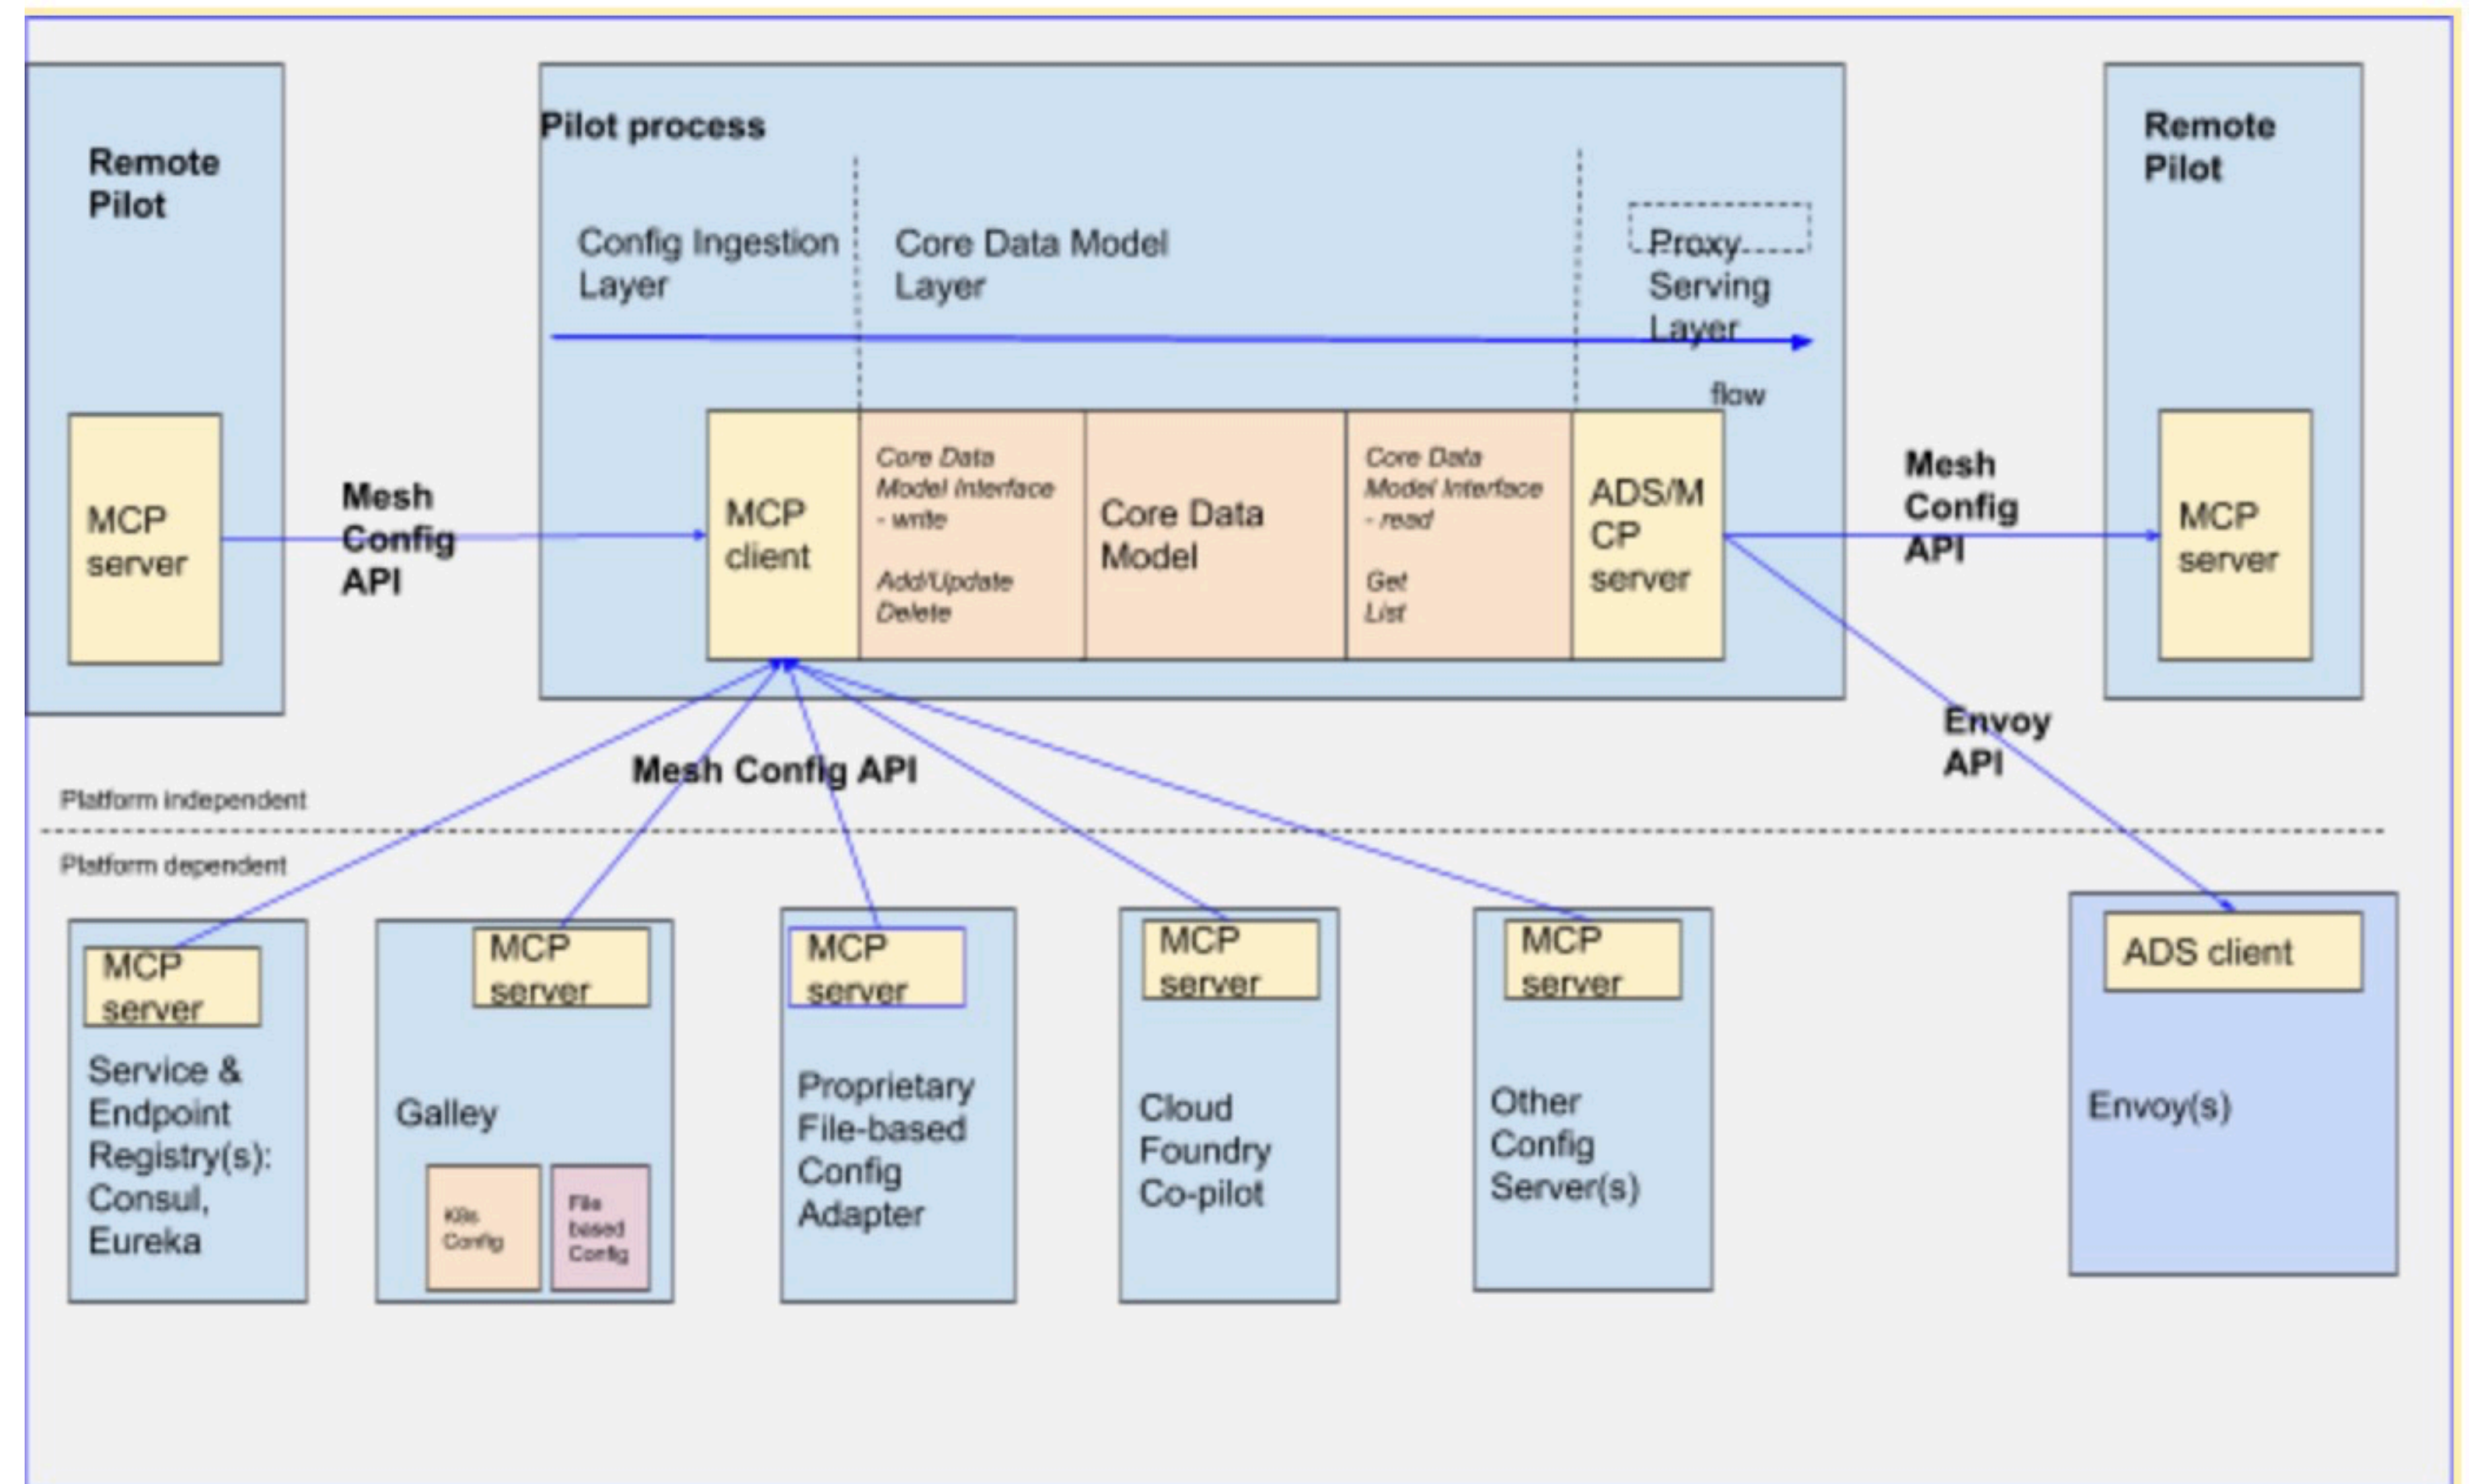 Remote
Pilot
Pilot process
Remote
Pilot
Config Ingestion
Layer
Core Data Model
Layer
Proxy
Serving
Layer
flow
MCP
server
Mesh
Config
API
MCP
client
Core Data
Model Interface
- write
Add/Update
Delete
Core Data
Model
Core Data
Model Interface
- read
Get
List
ADS/M
CP
server
Mesh
Config
API
MCP
server
Envoy
API
Mesh Config API
Platform independent
Platform dependent
MCP
server
Service &
Endpoint
Registry(s):
Consul,
Eureka
MCP
server
Galley
K8s
Config
File
based
Config
MCP
server
Proprietary
File-based
Config
Adapter
MCP
server
Cloud
Foundry
Co-pilot
MCP
server
Other
Config
Server(s)
ADS client
Envoy(s)